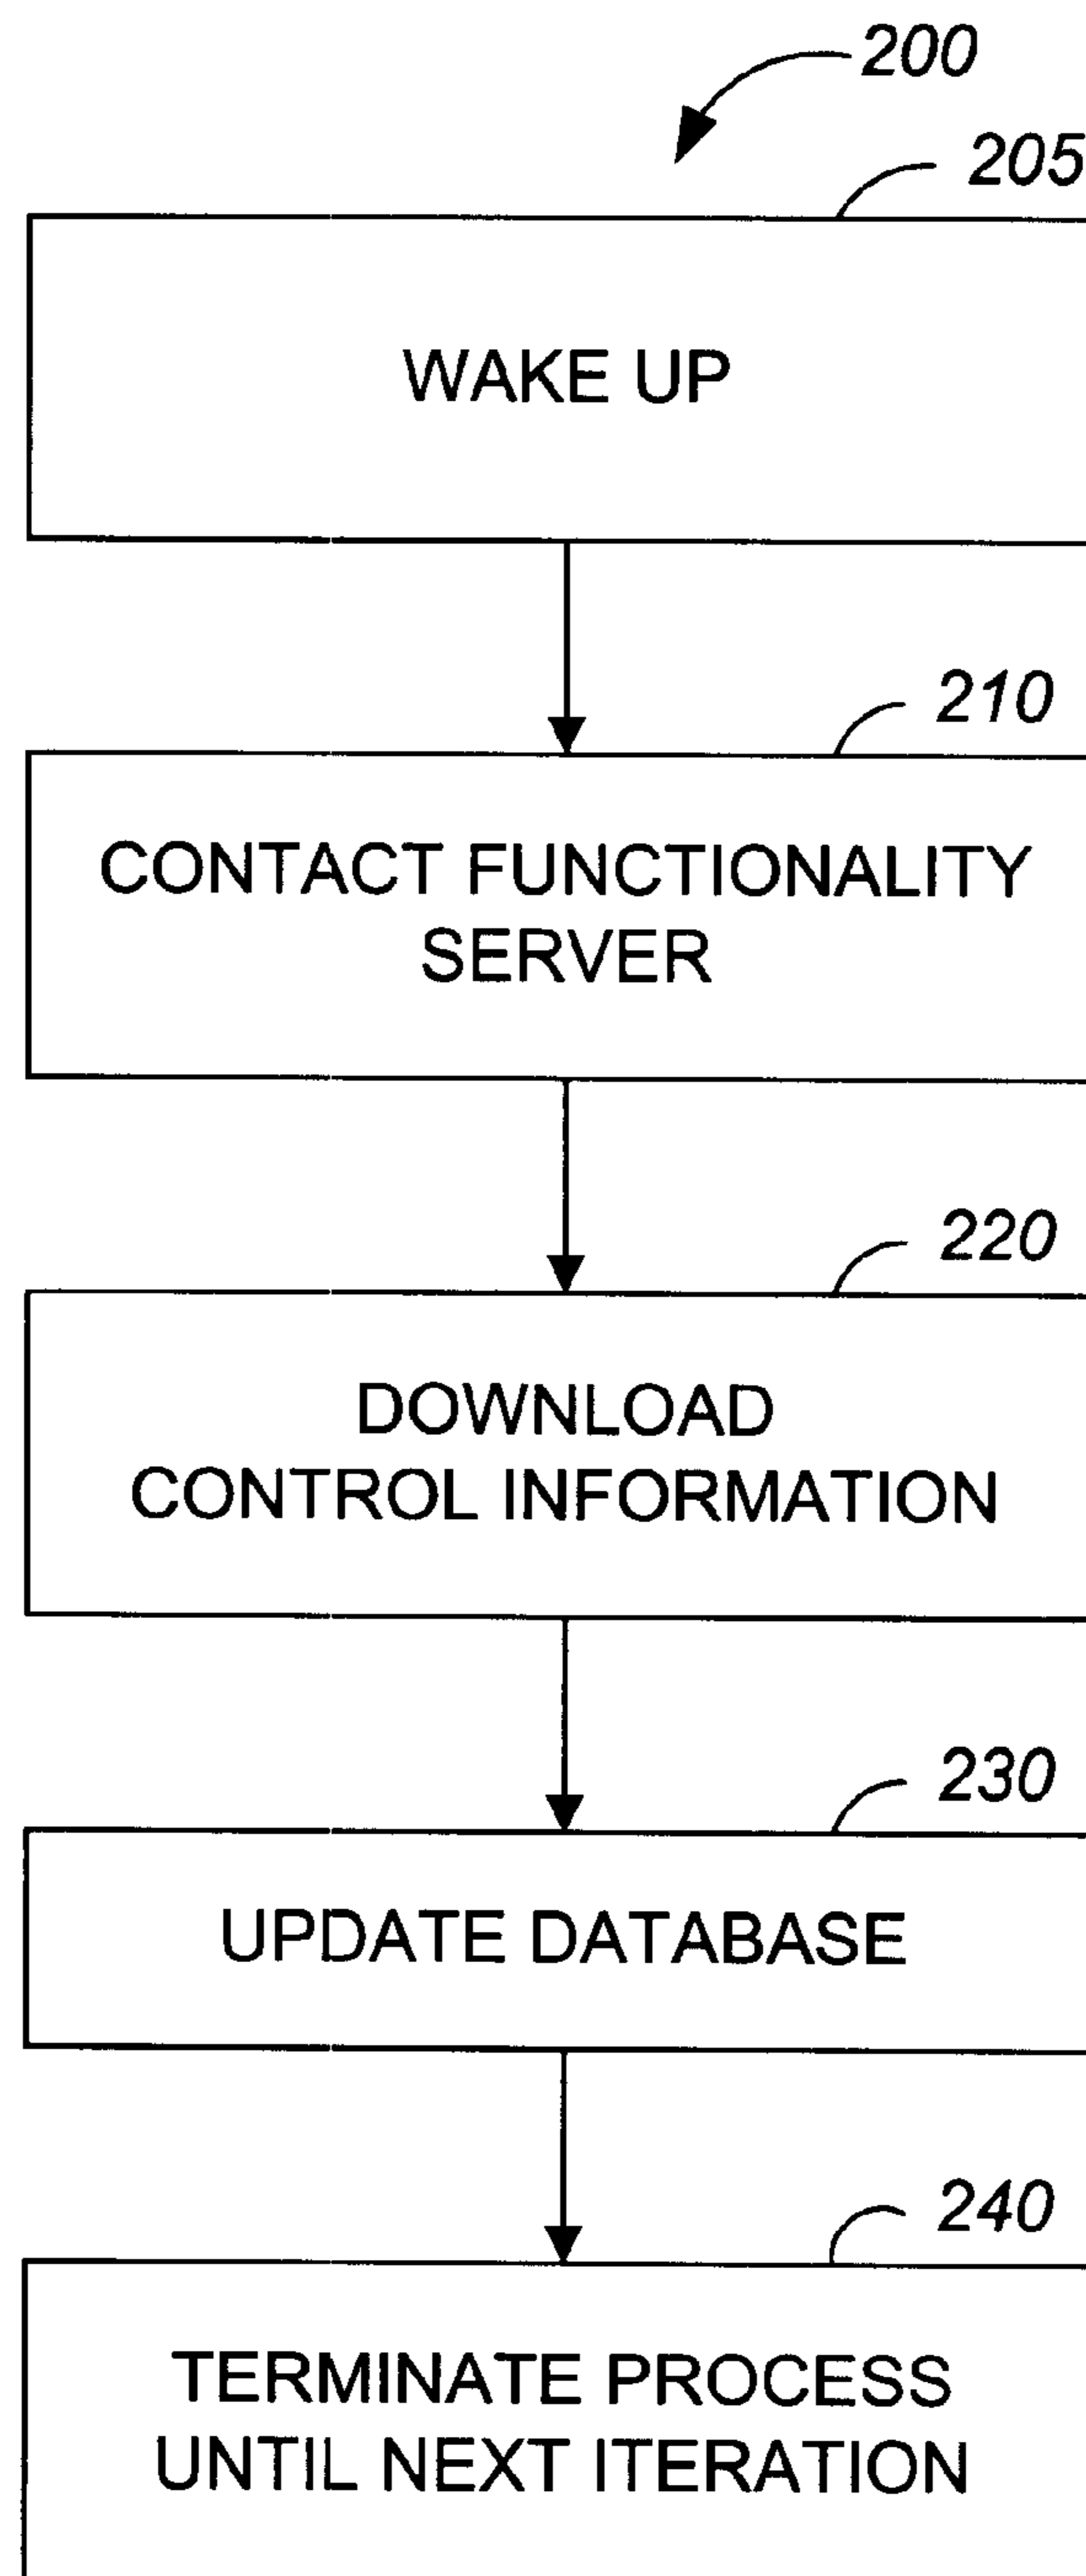 200
205
WAKE UP
210
CONTACT FUNCTIONALITY
SERVER
220
DOWNLOAD
CONTROL INFORMATION
230
UPDATE DATABASE
240
TERMINATE PROCESS
UNTIL NEXT ITERATION